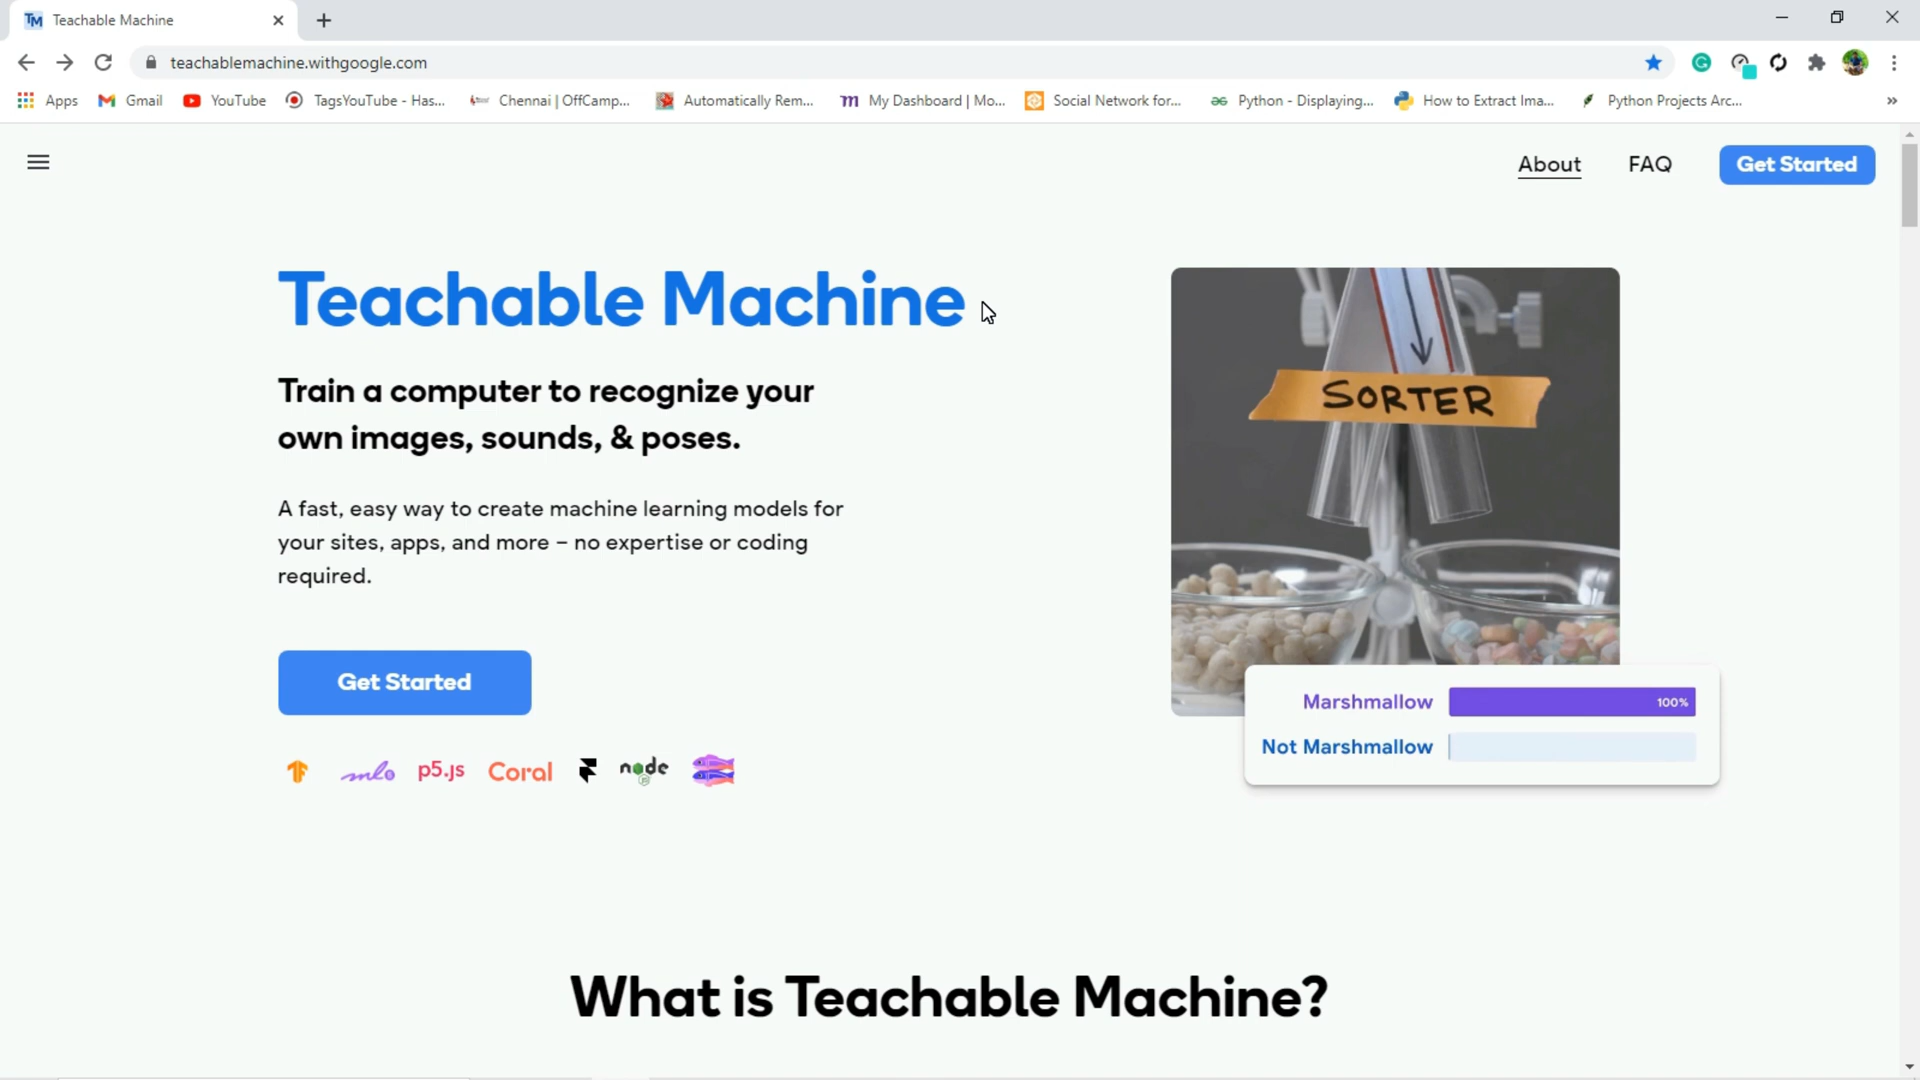 TM Teachable Machine
teachablemachine.withgoogle.com
Apps Gmail YouTube TagsYouTube - Has... Chennai | OffCamp... Automatically Rem... My Dashboard | Mo... Social Network for... Python - Displaying... How to Extract Ima... Python Projects Arc...
About FAQ Get Started
Teachable Machine
Train a computer to recognize your
own images, sounds, & poses.
A fast, easy way to create machine learning models for
your sites, apps, and more – no expertise or coding
required.
Get Started
ml5 p5.js Coral node
SORTER
Marshmallow 100%
Not Marshmallow
What is Teachable Machine?